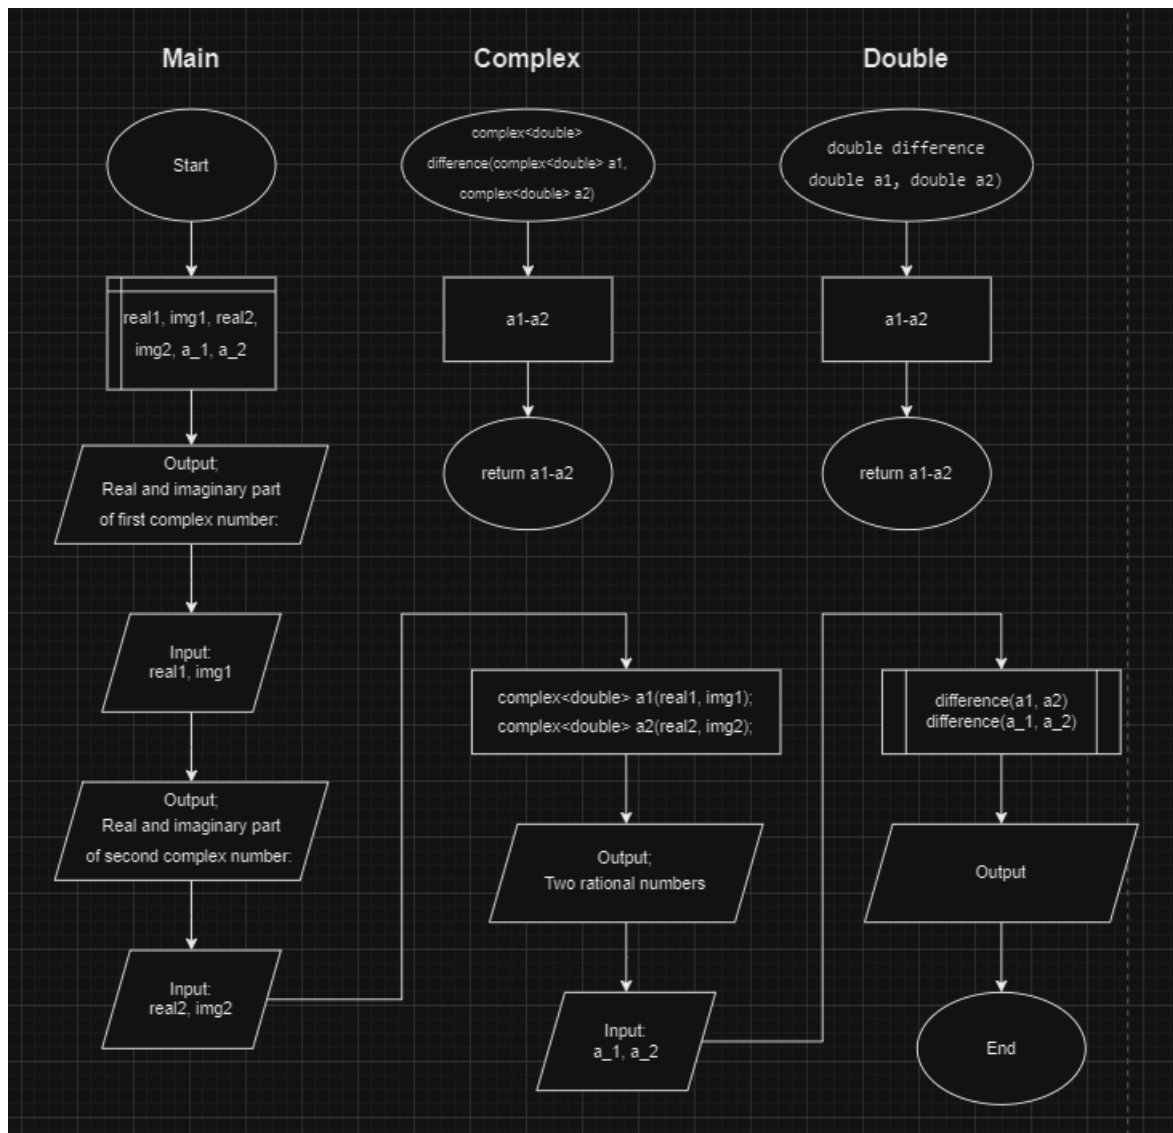 Main
Complex
Double
Start
complex<double>
difference(complex<double> a1,
complex<double> a2)
double difference
double a1, double a2)
real1, img1, real2,
img2, a_1, a_2
a1-a2
a1-a2
Output;
Real and imaginary part
of first complex number:
return a1-a2
return a1-a2
Input:
real1, img1
complex<double> a1(real1, img1);
complex<double> a2(real2, img2);
difference(a1, a2)
difference(a_1, a_2)
Output;
Real and imaginary part
of second complex number:
Output;
Two rational numbers
Output
Input:
real2, img2
Input:
a_1, a_2
End